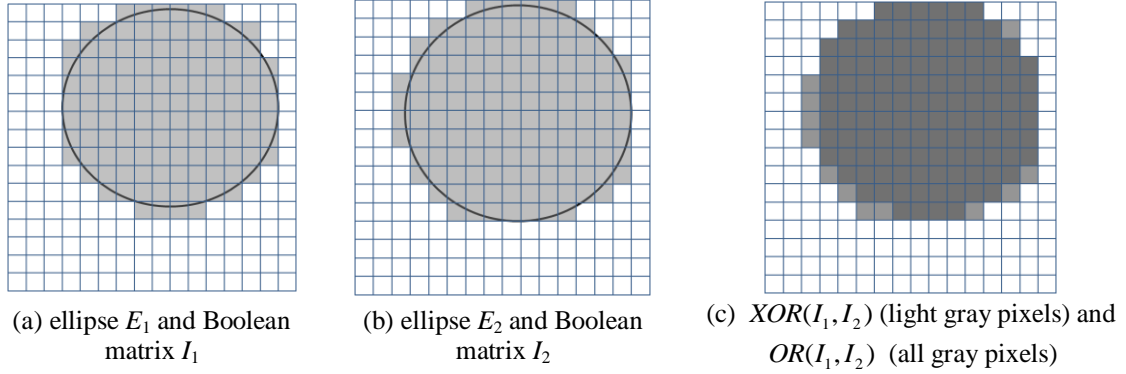 (a) ellipse E₁ and Boolean
matrix I₁
(b) ellipse E₂ and Boolean
matrix I₂
(c) XOR(I₁,I₂) (light gray pixels) and
OR(I₁,I₂) (all gray pixels)